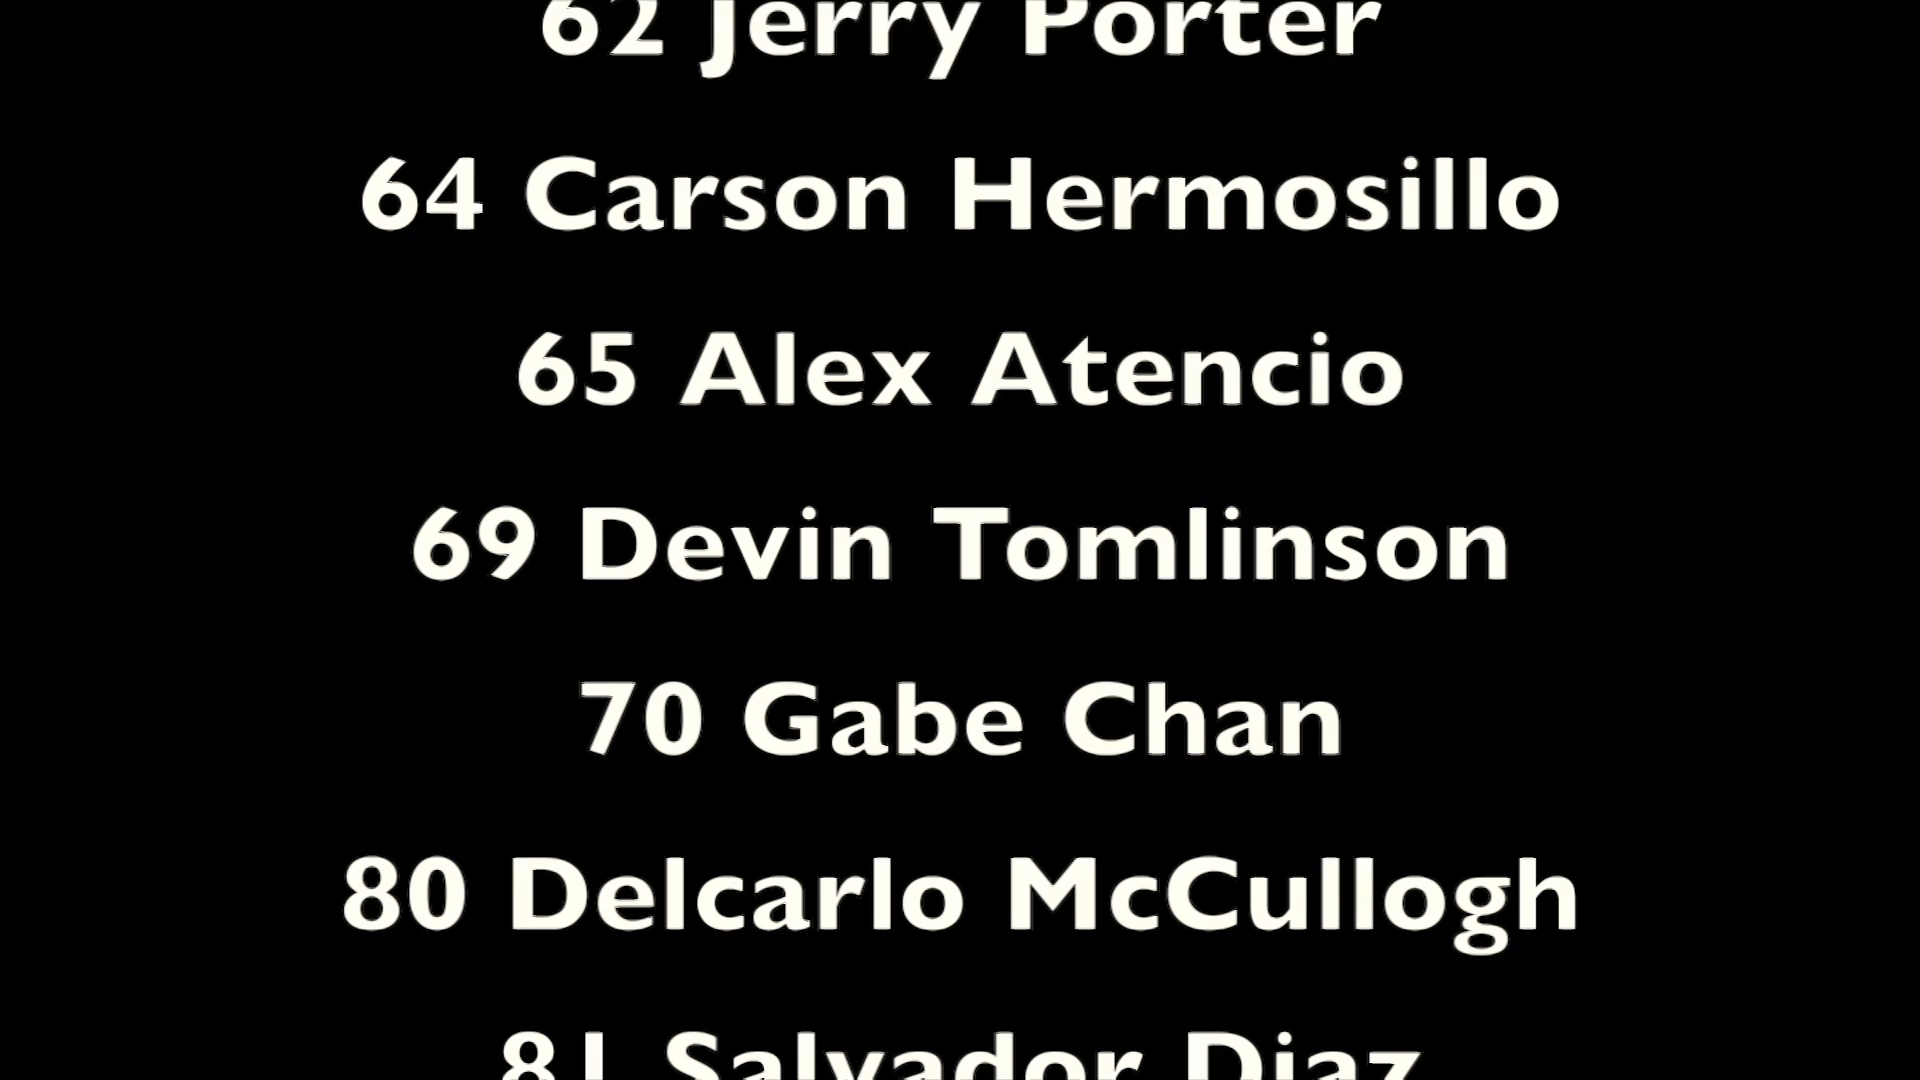 62 Jerry Porter
64 Carson Hermosillo
65 Alex Atencio
69 Devin Tomlinson
70 Gabe Chan
80 Delcarlo McCullogh
81 Salvador Diaz